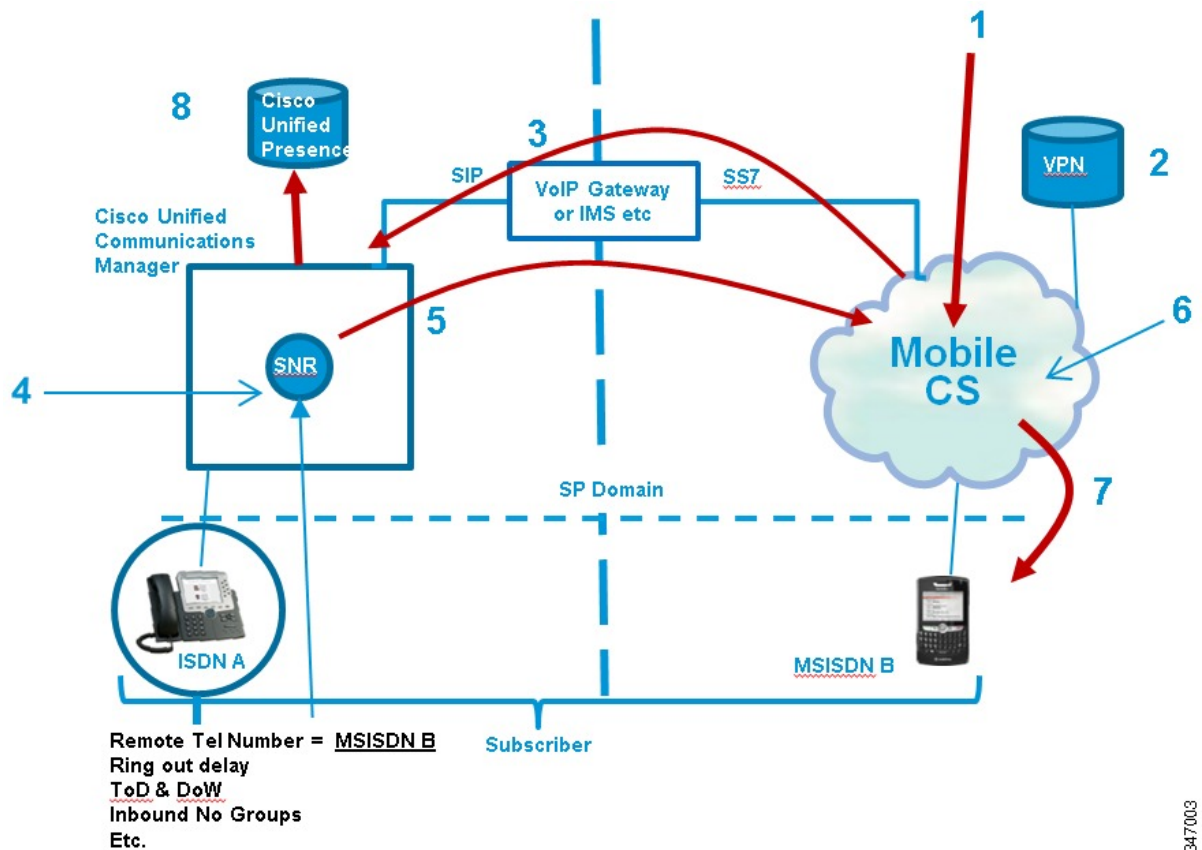 1
8
Cisco
Unified
Presence
3
VPN
2
SIP
VoIP Gateway
or IMS etc
SS7
Cisco Unified
Communications
Manager
5
6
Mobile
CS
SNR
4
7
SP Domain
ISDN A
MSISDN B
Remote Tel Number = MSISDN B
Ring out delay
ToD & DoW
Inbound No Groups
Etc.
Subscriber
347003